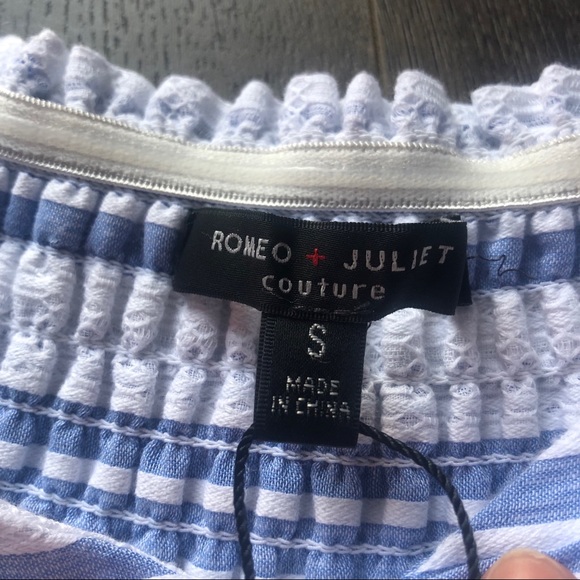 ROMEO + JULIET
couture
S
MADE
IN CHINA